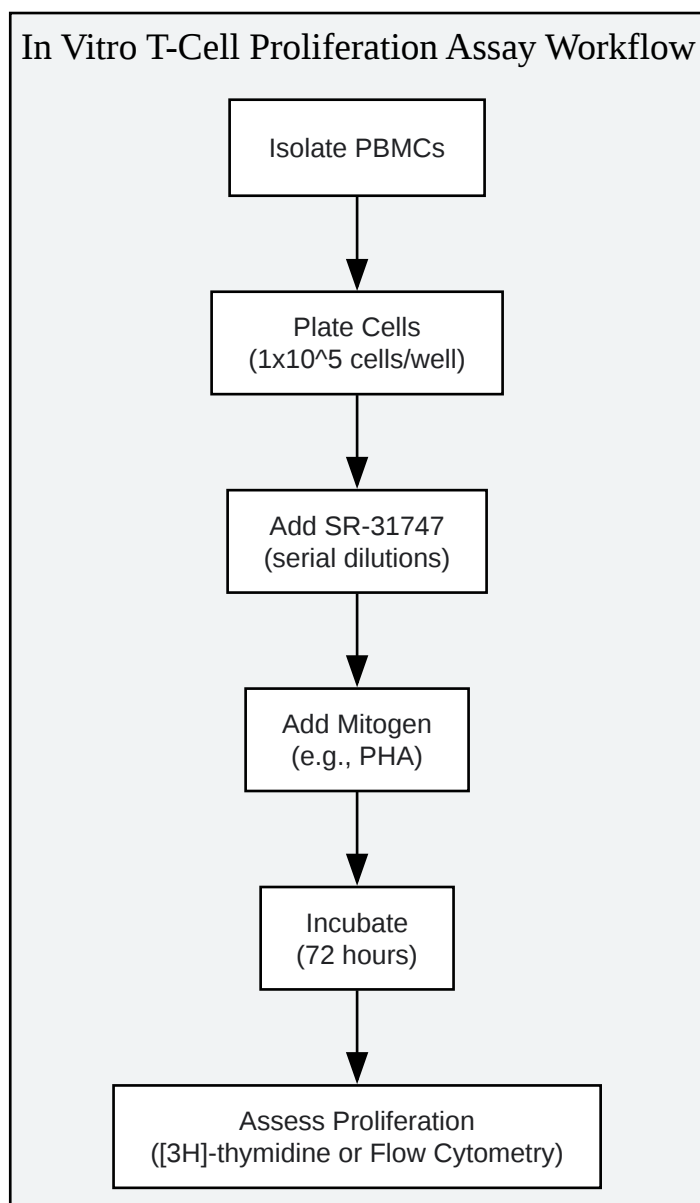 In Vitro T-Cell Proliferation Assay Workflow
Isolate PBMCs
Plate Cells
(1x10^5 cells/well)
Add SR-31747
(serial dilutions)
Add Mitogen
(e.g., PHA)
Incubate
(72 hours)
Assess Proliferation
([3H]-thymidine or Flow Cytometry)